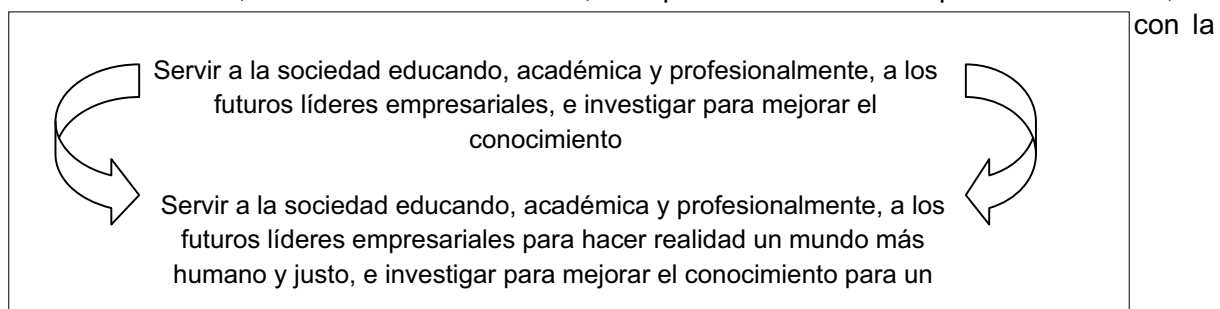 con la
Servir a la sociedad educando, académica y profesionalmente, a los
futuros líderes empresariales, e investigar para mejorar el
conocimiento
Servir a la sociedad educando, académica y profesionalmente, a los
futuros líderes empresariales para hacer realidad un mundo más
humano y justo, e investigar para mejorar el conocimiento para un